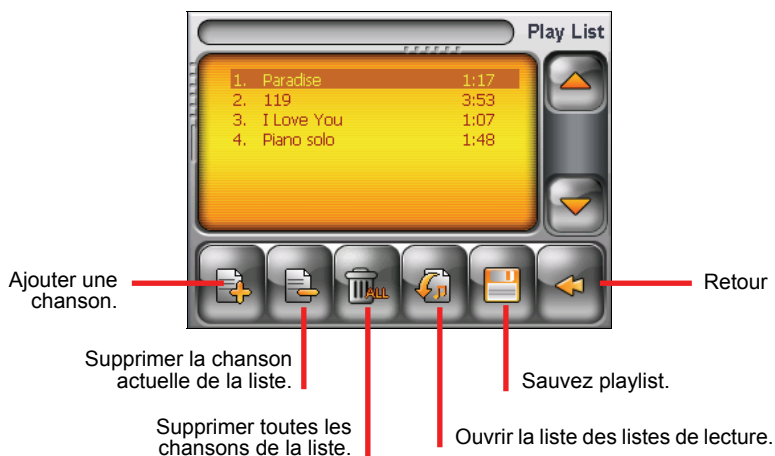 Play List
1. Paradise 1:17
2. 119 3:53
3. I Love You 1:07
4. Piano solo 1:48
ALL
Ajouter une
chanson.
Retour
Supprimer la chanson
actuelle de la liste.
Sauvez playlist.
Supprimer toutes les
chansons de la liste.
Ouvrir la liste des listes de lecture.